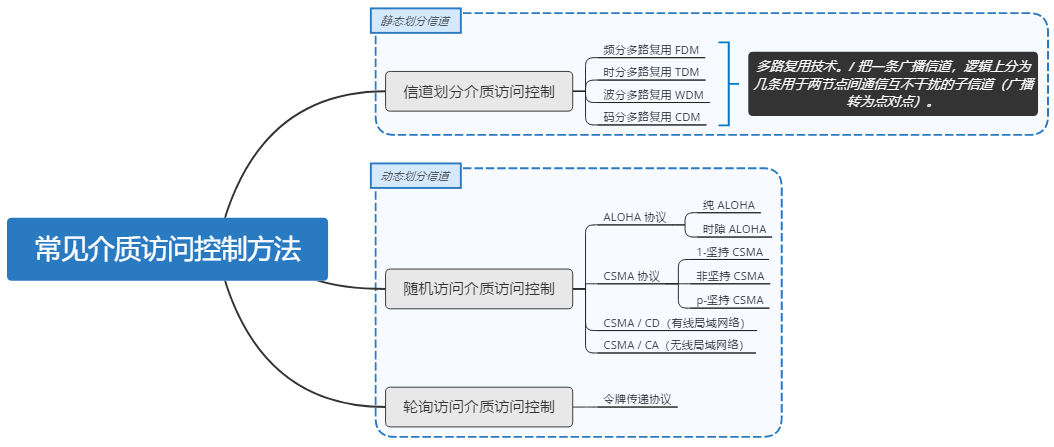 静态划分信道
频分多路复用 FDM
时分多路复用 TDM
波分多路复用 WDM
码分多路复用 CDM
信道划分介质访问控制
多路复用技术。/ 把一条广播信道，逻辑上分为
几条用于两节点间通信互不干扰的子信道（广播
转为点对点）。
动态划分信道
常见介质访问控制方法
随机访问介质访问控制
ALOHA 协议
纯 ALOHA
时隙 ALOHA
CSMA 协议
1-坚持 CSMA
非坚持 CSMA
p-坚持 CSMA
CSMA / CD（有线局域网络）
CSMA / CA（无线局域网络）
轮询访问介质访问控制
令牌传递协议